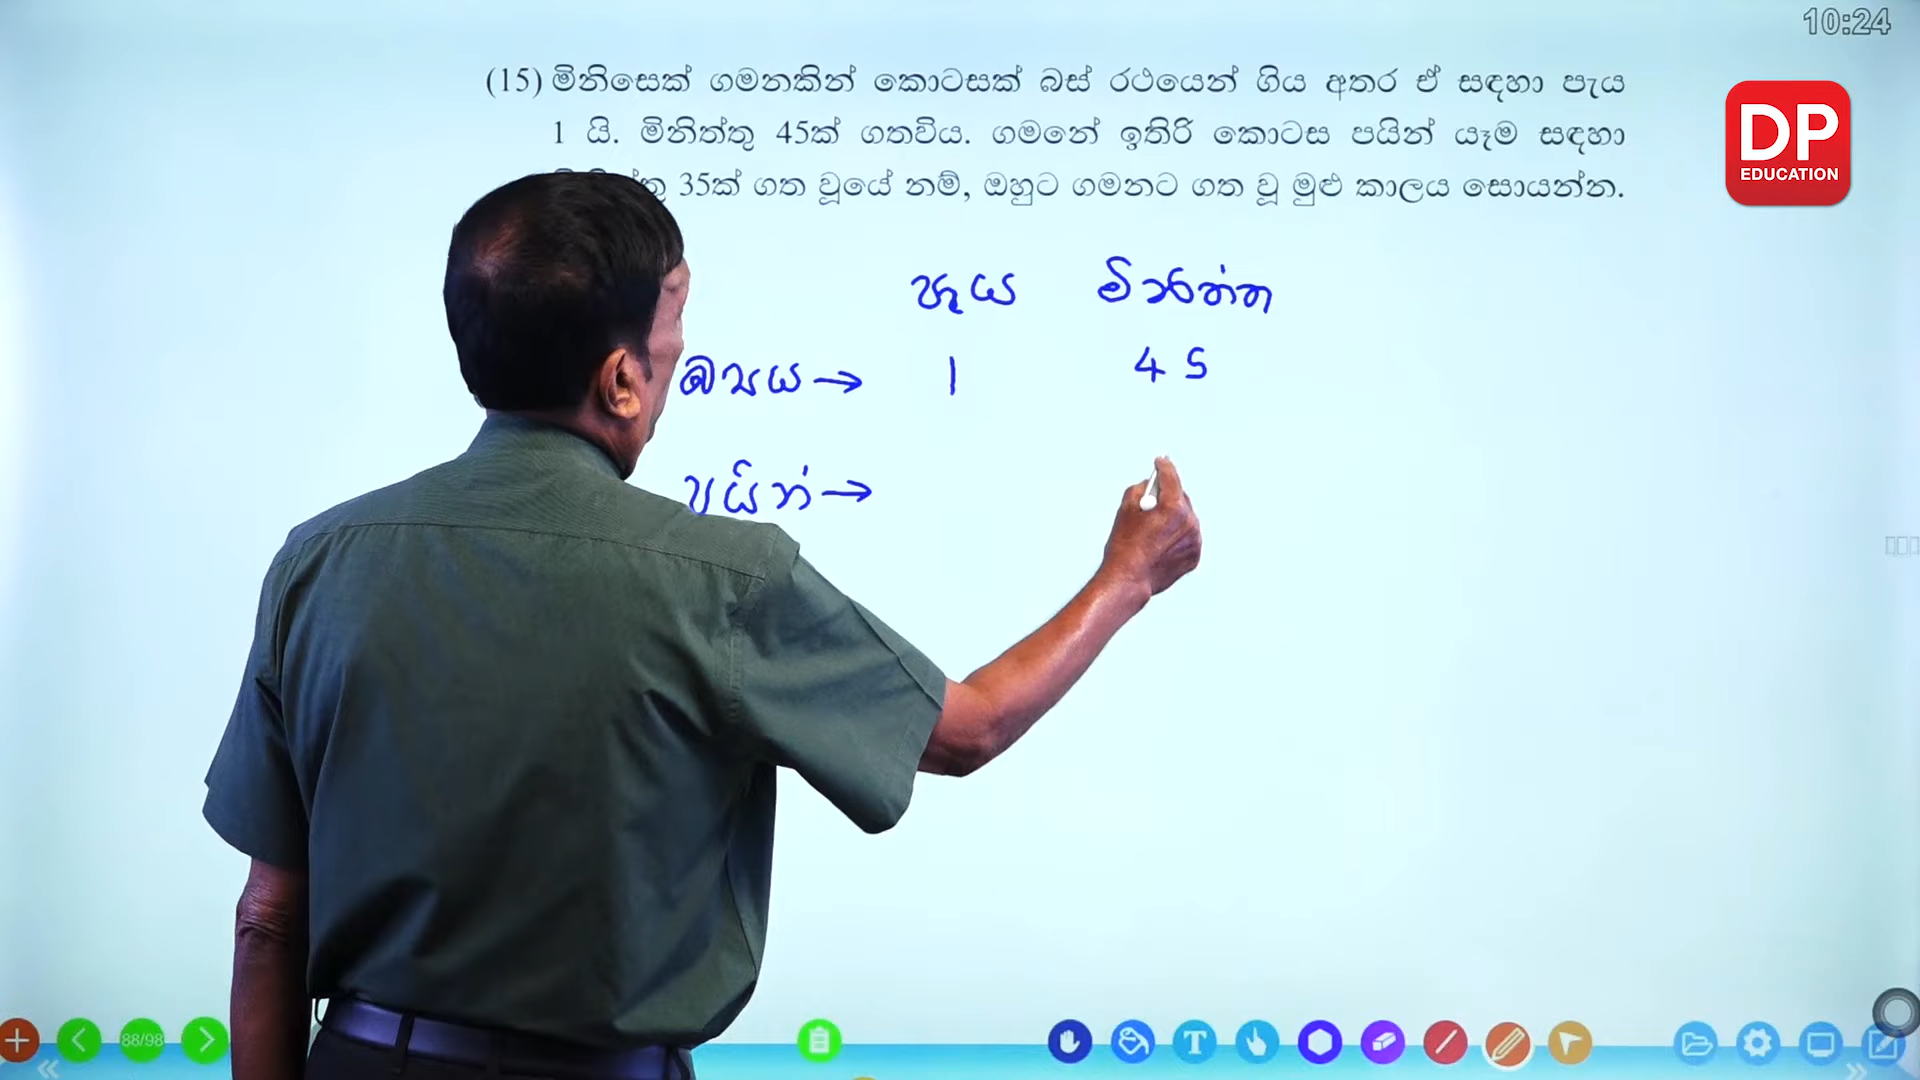 10:24
(15) මිනිසෙක් ගමනකින් කොටසක් බස් රථයෙන් ගිය අතර ඒ සඳහා පැය
1 යි. මිනිත්තු 45ක් ගතවිය. ගමනේ ඉතිරි කොටස පයින් යෑම සඳහා
35ක් ගත වූයේ නම්, ඔහුට ගමනට ගත වූ මුළු කාලය සොයන්න.
DP
EDUCATION
පැය මිනිත්තු
බසය → 1 45
පයින් →
88/98